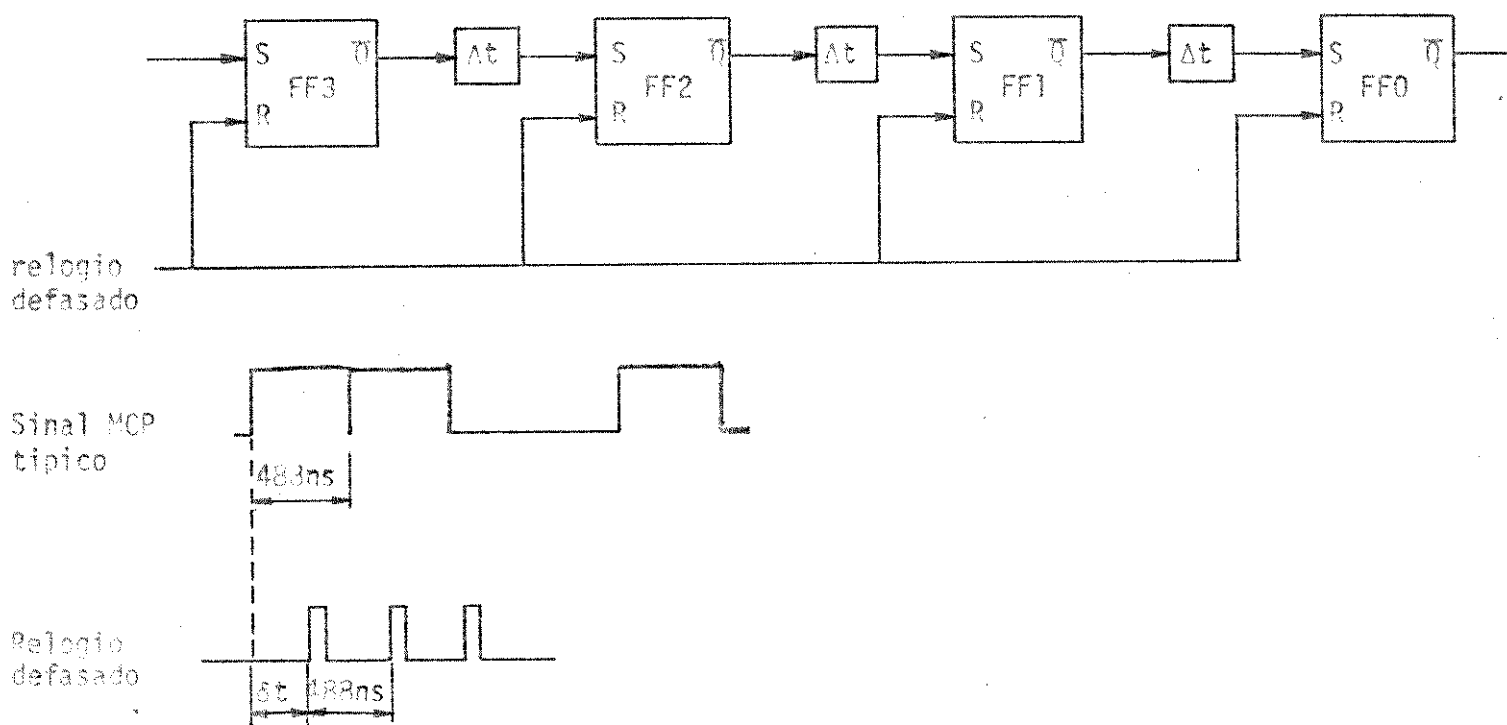 S Q̅ Δt S Q̅ Δt S Q̅ Δt S Q̅
FF3 FF2 FF1 FF0
R R R R
relogio
defasado
Sinal MCP
tipico
488ns
Relogio
defasado
δt 488ns